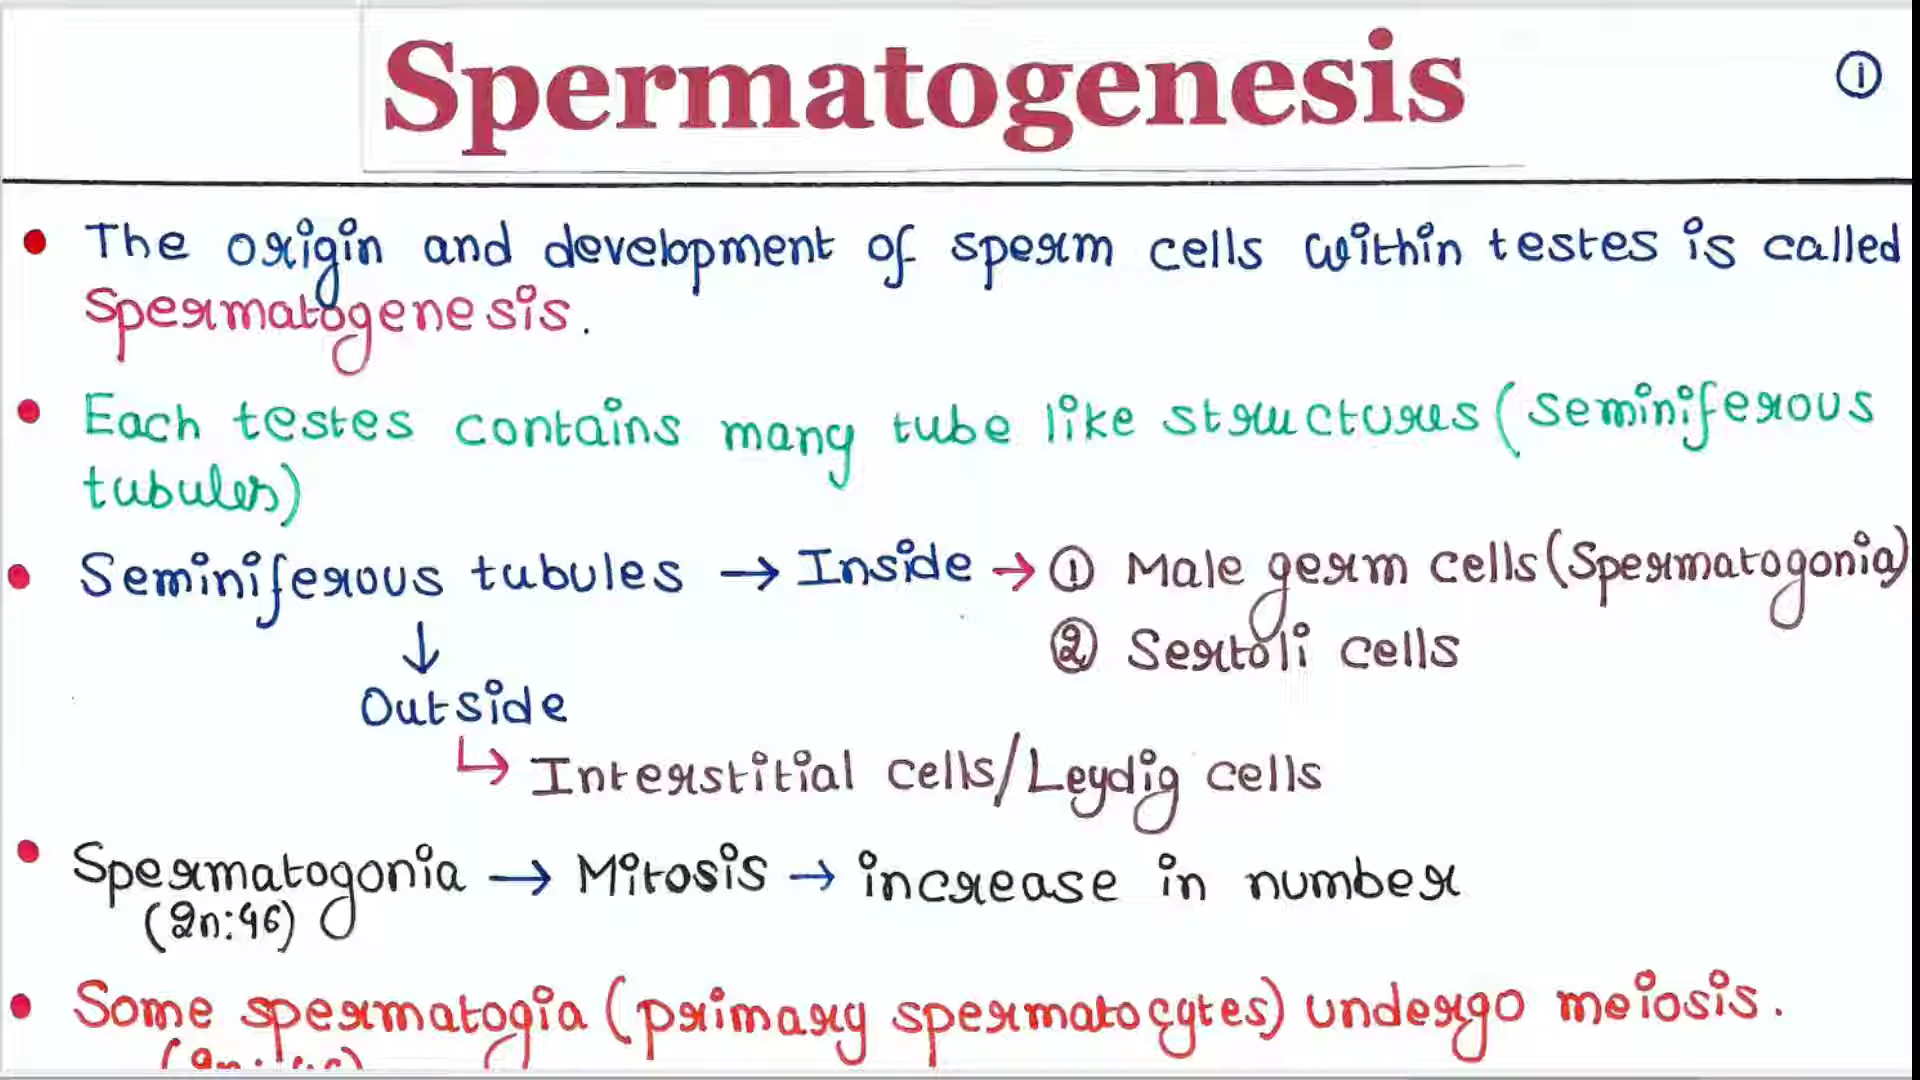 Spermatogenesis
①
• The origin and development of sperm cells within testes is called
Spermatogenesis.
• Each testes contains many tube like structures (seminiferous
tubules)
• Seminiferous tubules → Inside → ① Male germ cells (Spermatogonia)
② Sertoli cells
↓
Outside
↳ Interstitial cells/Leydig cells
• Spermatogonia → Mitosis → increase in number
(2n:46)
• Some spermatogia (primary spermatocytes) undergo meiosis.